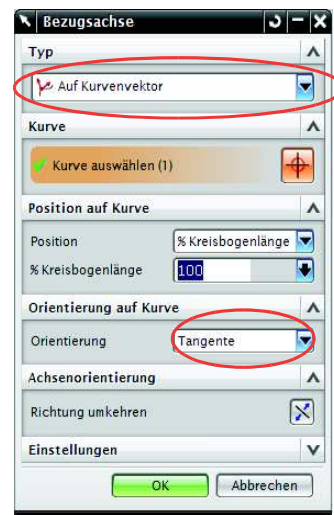 Bezugsachse
Typ
Auf Kurvenvektor
Kurve
Kurve auswählen (1)
Position auf Kurve
Position % Kreisbogenlänge
% Kreisbogenlänge 100
Orientierung auf Kurve
Orientierung Tangente
Achsenorientierung
Richtung umkehren
Einstellungen
OK Abbrechen